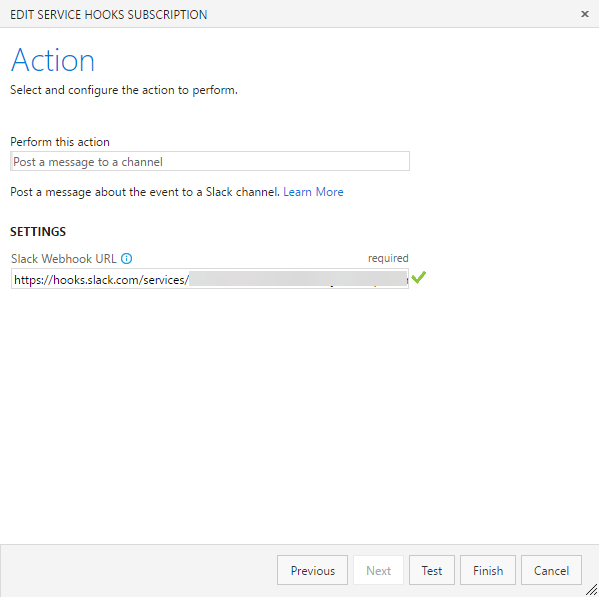 EDIT SERVICE HOOKS SUBSCRIPTION
Action
Select and configure the action to perform.
Perform this action
Post a message to a channel
Post a message about the event to a Slack channel. Learn More
SETTINGS
Slack Webhook URL required
https://hooks.slack.com/services/
Previous Next Test Finish Cancel